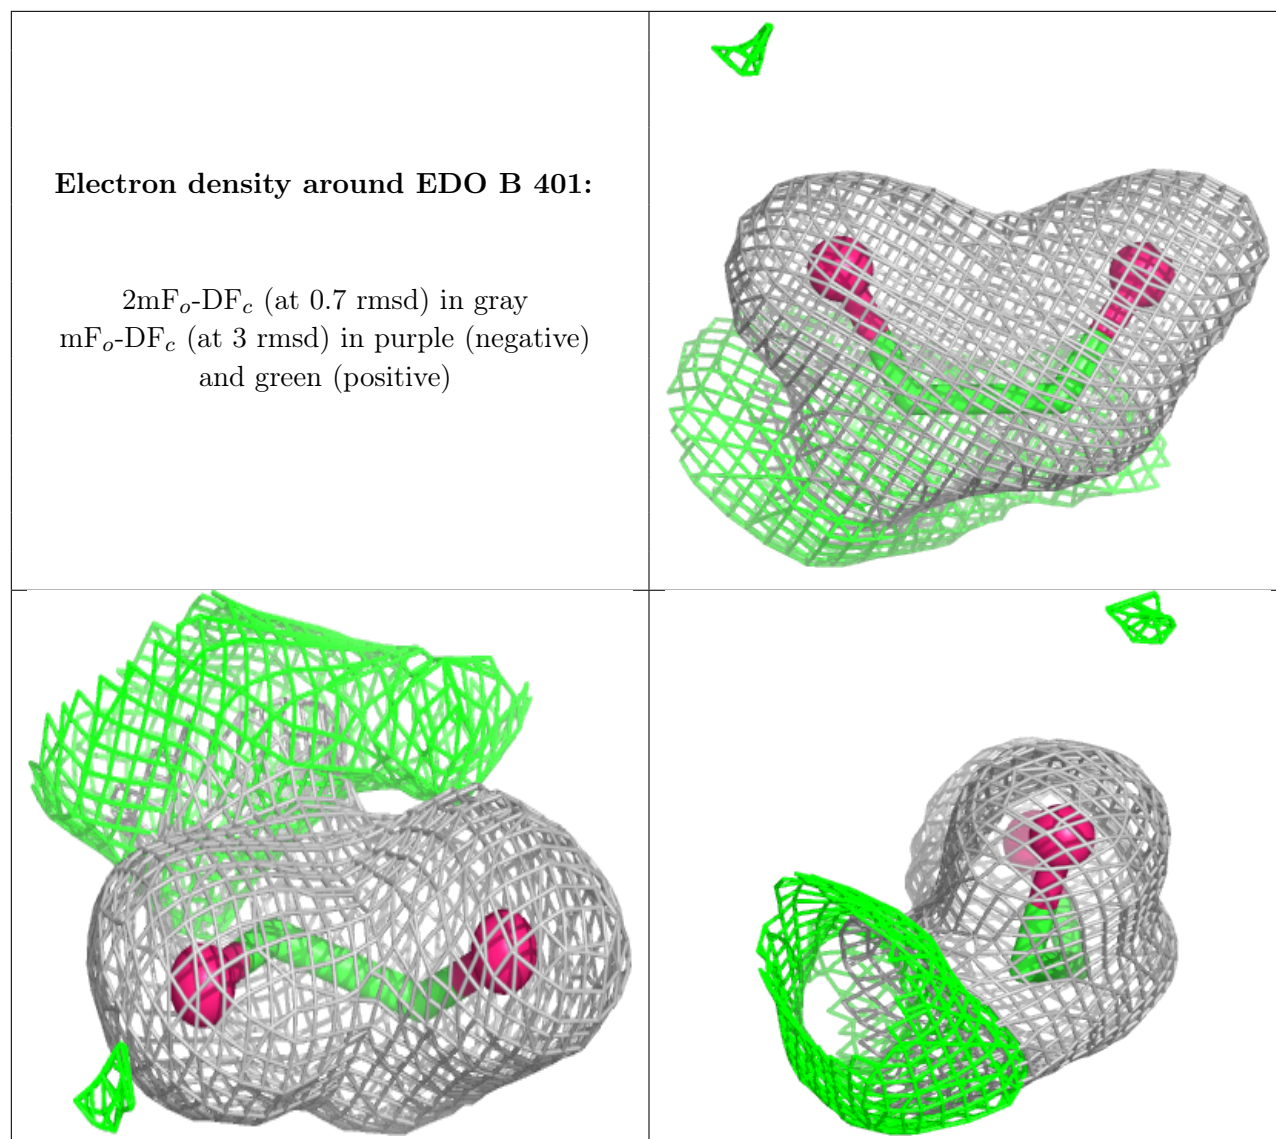 Electron density around EDO B 401:
2mFo-DFc (at 0.7 rmsd) in gray
mFo-DFc (at 3 rmsd) in purple (negative)
and green (positive)